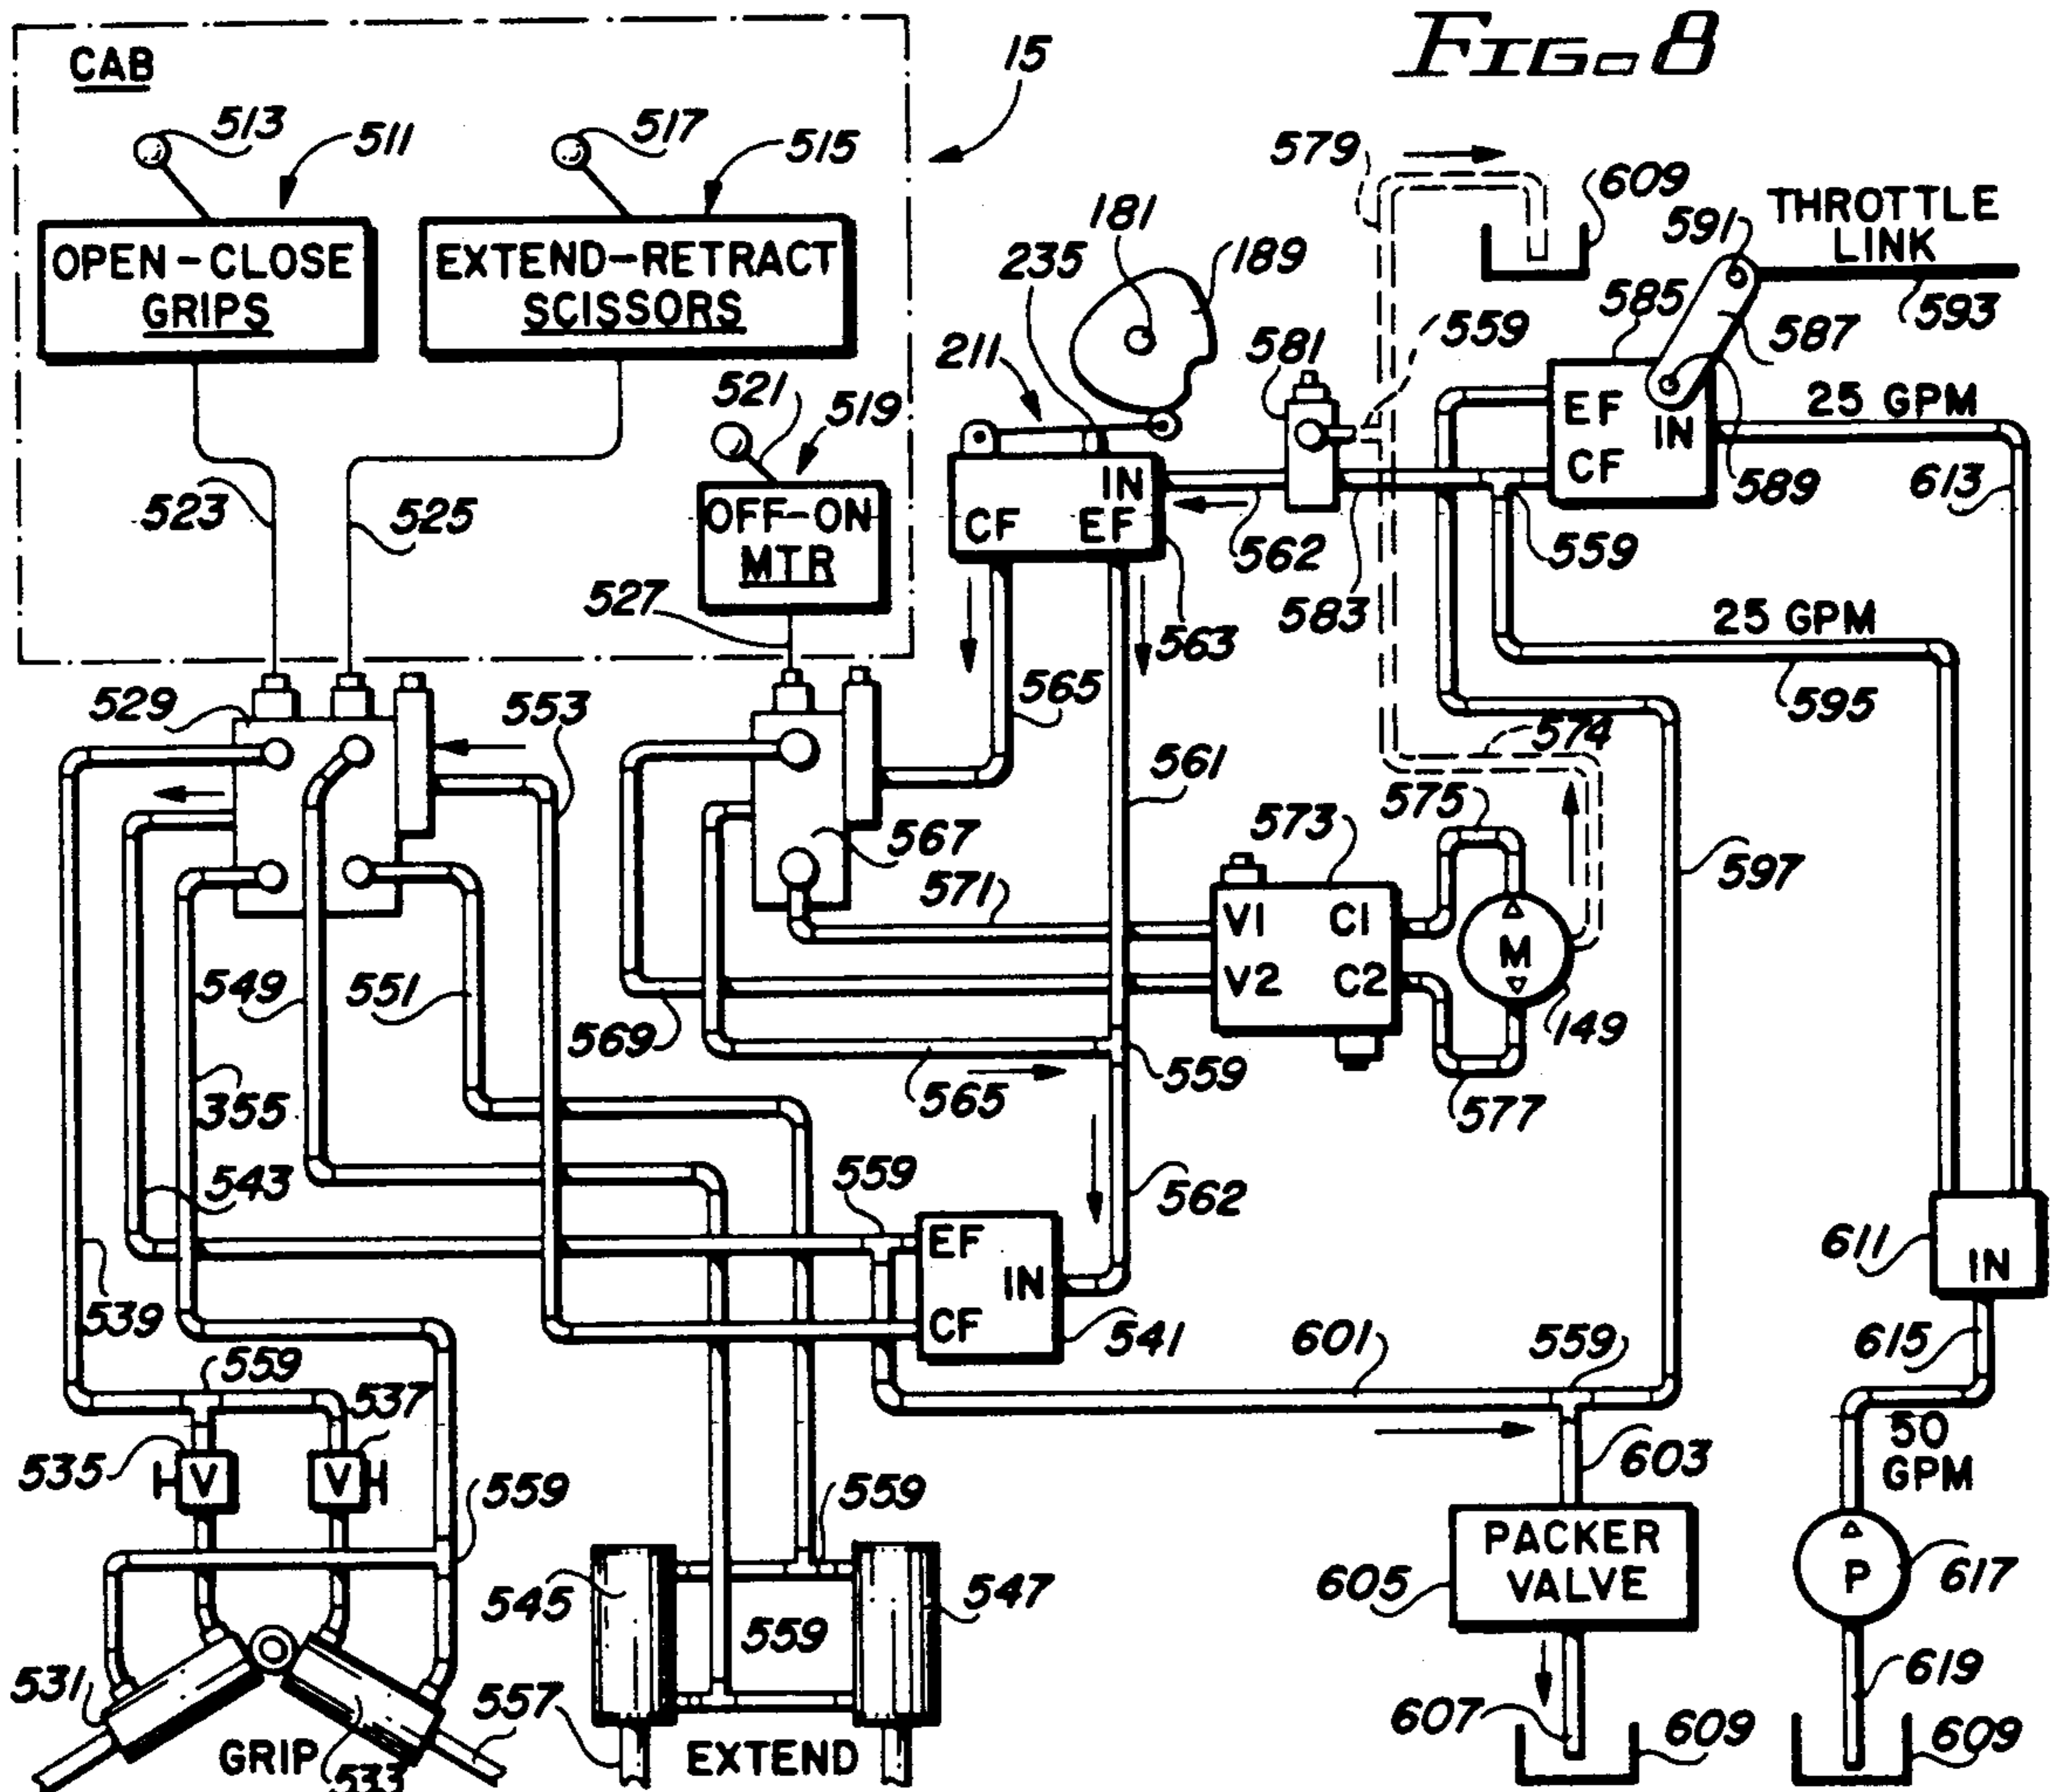 FIG. 8
CAB
15
513
511
517
515
579
609
THROTTLE
LINK
591
181
235
189
585
593
587
OPEN-CLOSE
GRIPS
EXTEND-RETRACT
SCISSORS
211
581
559
521
519
EF
IN
CF
25 GPM
589
613
523
525
OFF-ON
MTR
IN
CF
EF
562
583
559
527
563
25 GPM
595
529
553
565
574
561
575
573
597
567
571
V1
C1
V2
C2
M
149
549
551
569
565
559
577
355
543
559
562
EF
IN
CF
541
611
IN
539
601
559
615
559
537
535
V
V
559
559
603
50
GPM
PACKER
VALVE
605
P
617
545
547
559
531
557
607
609
619
609
GRIP
533
EXTEND